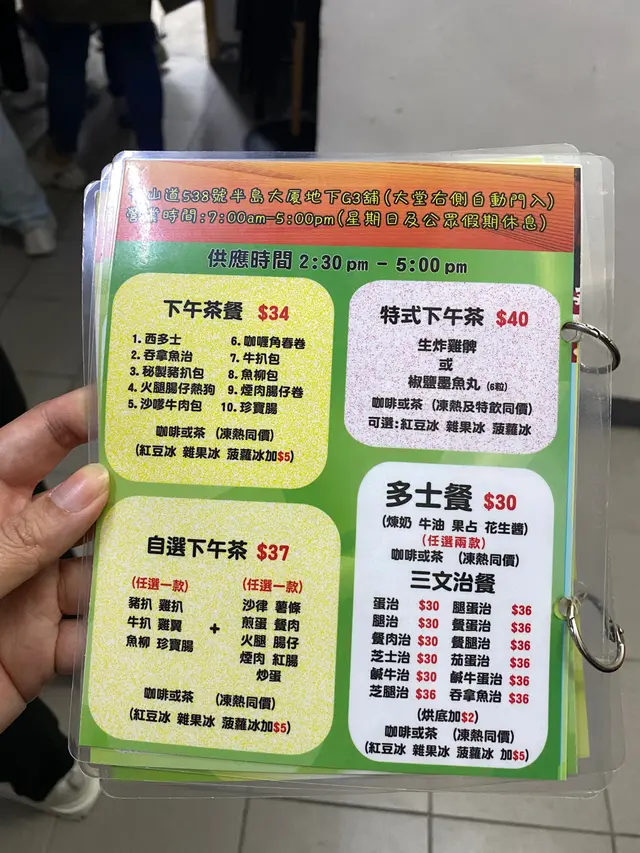 山道538號半島大厦地下G3舖(大堂右側自動門入)
營業時間:7:00am-5:00pm(星期日及公眾假期休息)
供應時間 2:30 pm - 5:00 pm
下午茶餐 $34
1.西多士 6.咖喱角春卷
2.吞拿魚治 7.牛扒包
3.秘製豬扒包 8.魚柳包
4.火腿腸仔熱狗 9.煙肉腸仔卷
5.沙嗲牛肉包 10.珍寶腸
咖啡或茶 (凍熱同價)
(紅豆冰 雜果冰 菠蘿冰加$5)
特式下午茶 $40
生炸雞髀
或
椒鹽墨魚丸 (6粒)
咖啡或茶 (凍熱及特飲同價)
可選:紅豆冰 雜果冰 菠蘿冰
自選下午茶 $37
(任選一款) (任選一款)
豬扒 雞扒 沙律 薯條
牛扒 雞翼 + 煎蛋 餐肉
魚柳 珍寶腸 火腿 腸仔
煙肉 紅腸
炒蛋
咖啡或茶 (凍熱同價)
(紅豆冰 雜果冰 菠蘿冰加$5)
多士餐 $30
(煉奶 牛油 果占 花生醬)
(任選兩款)
咖啡或茶 (凍熱同價)
三文治餐
蛋治 $30 腿蛋治 $36
腿治 $30 餐蛋治 $36
餐肉治 $30 餐腿治 $36
芝士治 $30 茄蛋治 $36
鹹牛治 $30 鹹牛蛋治 $36
芝腿治 $36 吞拿魚治 $36
(烘底加$2)
咖啡或茶 (凍熱同價)
(紅豆冰 雜果冰 菠蘿冰 加$5)